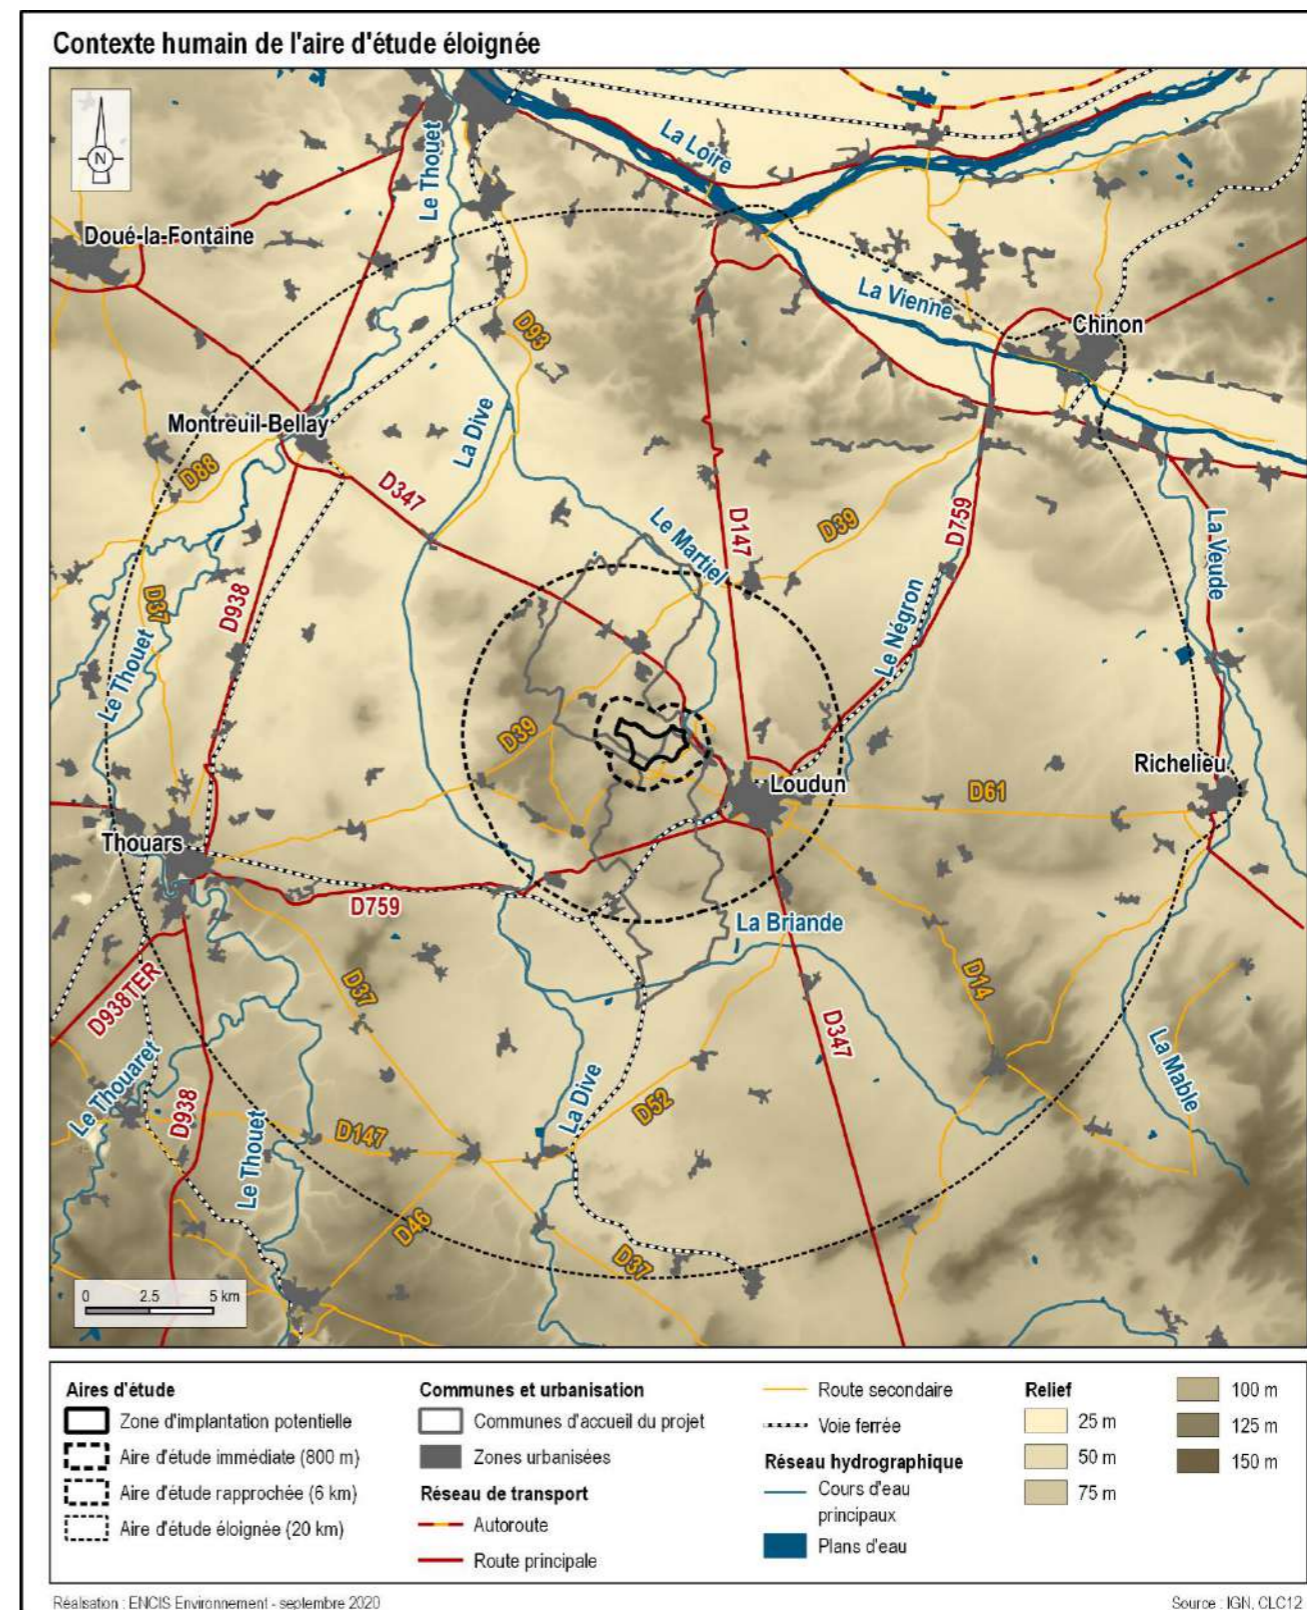 Contexte humain de l'aire d'étude éloignée
N
Le Thouet
La Loire
Doué-la-Fontaine
La Vienne
Chinon
D93
Montreuil-Bellay
La Dive
D88
D347
D147
D39
D759
La Veude
Le Martiel
D37
D938
Le Négron
Le Thouet
D39
Richelieu
Loudun
D61
Thouars
D759
La Briande
D37
D14
D938TER
D347
Le Thouaret
La Mable
D938
La Dive
D52
D147
Le Thouet
D46
D37
0 2.5 5 km
Aires d'étude
Zone d'implantation potentielle
Aire d'étude immédiate (800 m)
Aire d'étude rapprochée (6 km)
Aire d'étude éloignée (20 km)
Communes et urbanisation
Communes d'accueil du projet
Zones urbanisées
Réseau de transport
Autoroute
Route principale
Route secondaire
Voie ferrée
Réseau hydrographique
Cours d'eau
principaux
Plans d'eau
Relief
25 m
50 m
75 m
100 m
125 m
150 m
Réalisation : ENCIS Environnement - septembre 2020
Source : IGN, CLC12